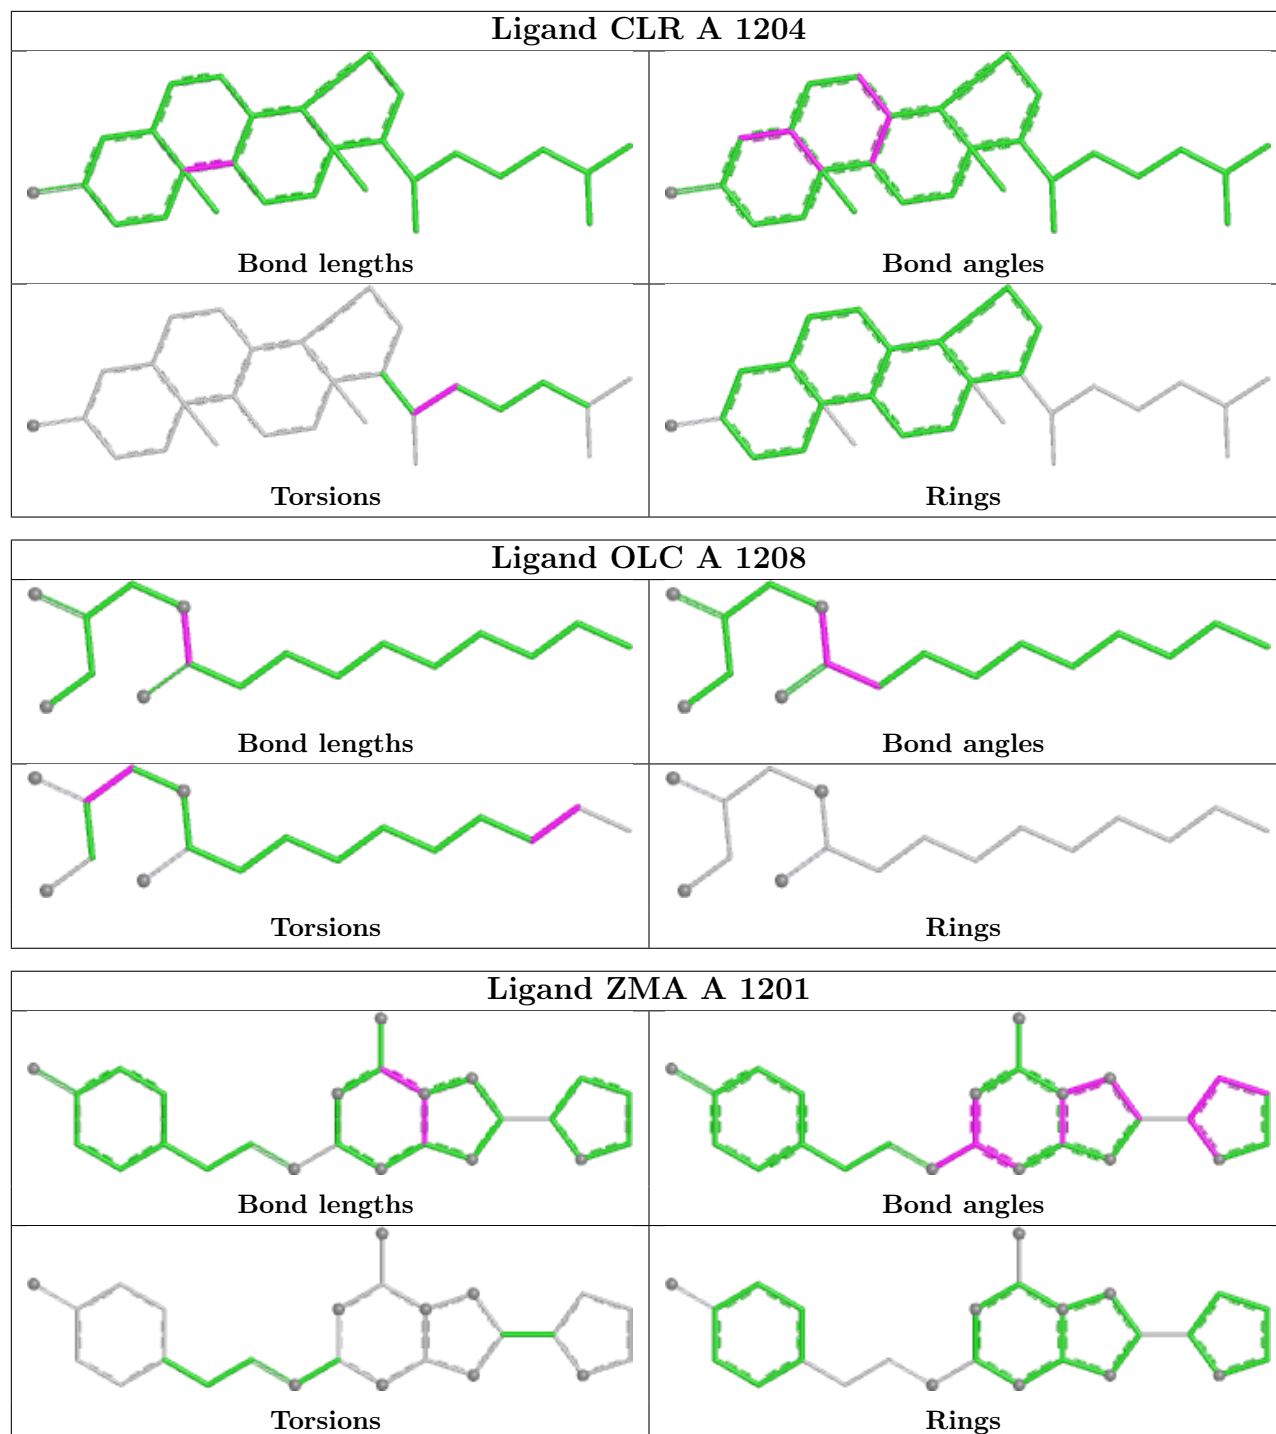 Ligand CLR A 1204
Bond lengths
Bond angles
Torsions
Rings
Ligand OLC A 1208
Bond lengths
Bond angles
Torsions
Rings
Ligand ZMA A 1201
Bond lengths
Bond angles
Torsions
Rings